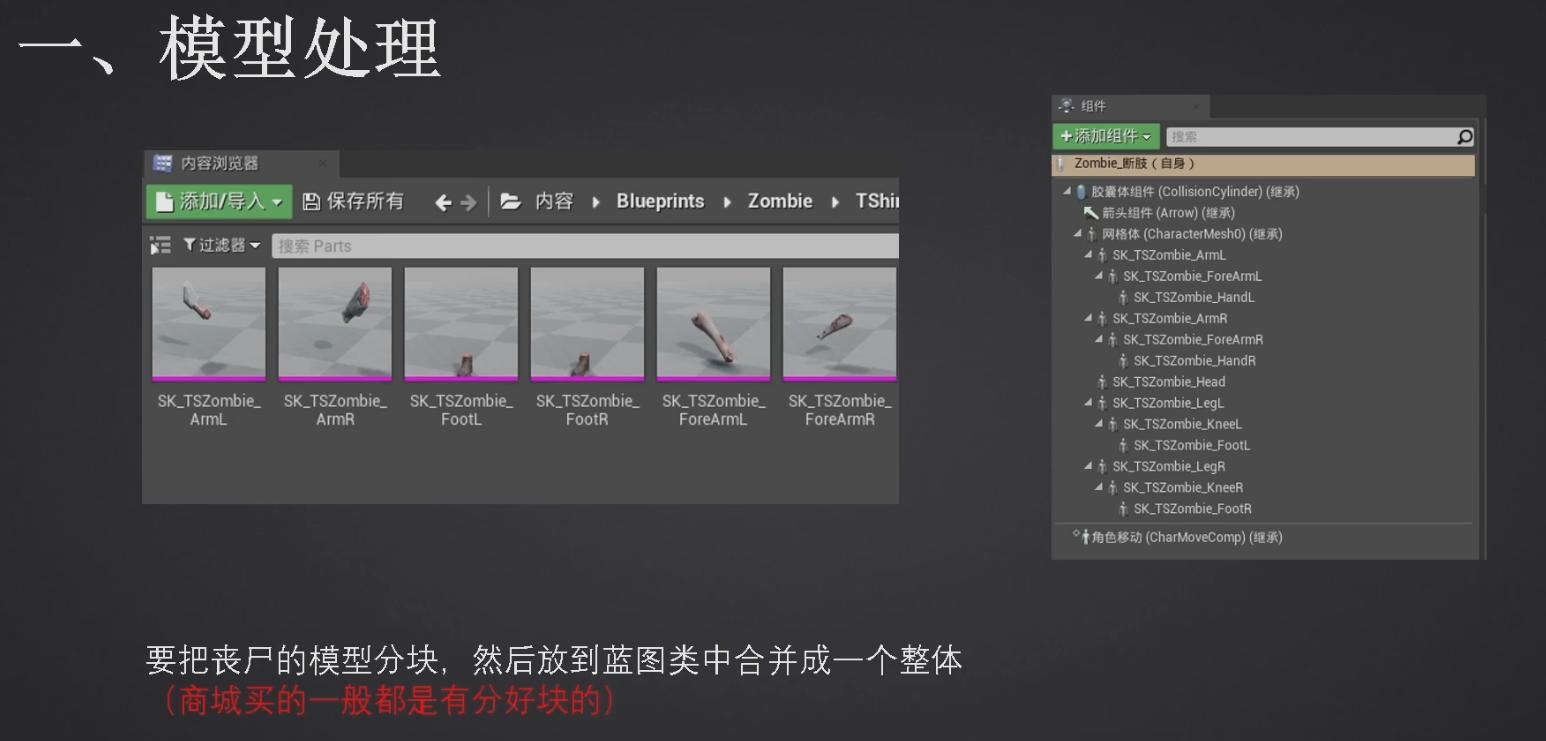 一、模型处理
内容浏览器
添加/导入 保存所有 内容 Blueprints Zombie TShir
过滤器 搜索 Parts
SK_TSZombie_ArmL
SK_TSZombie_ArmR
SK_TSZombie_FootL
SK_TSZombie_FootR
SK_TSZombie_ForeArmL
SK_TSZombie_ForeArmR
组件
+添加组件 搜索
Zombie_断肢(自身)
胶囊体组件 (CollisionCylinder) (继承)
箭头组件 (Arrow) (继承)
网格体 (CharacterMesh0) (继承)
SK_TSZombie_ArmL
SK_TSZombie_ForeArmL
SK_TSZombie_HandL
SK_TSZombie_ArmR
SK_TSZombie_ForeArmR
SK_TSZombie_HandR
SK_TSZombie_Head
SK_TSZombie_LegL
SK_TSZombie_KneeL
SK_TSZombie_FootL
SK_TSZombie_LegR
SK_TSZombie_KneeR
SK_TSZombie_FootR
角色移动 (CharMoveComp) (继承)
要把丧尸的模型分块，然后放到蓝图类中合并成一个整体
（商城买的一般都是有分好块的）